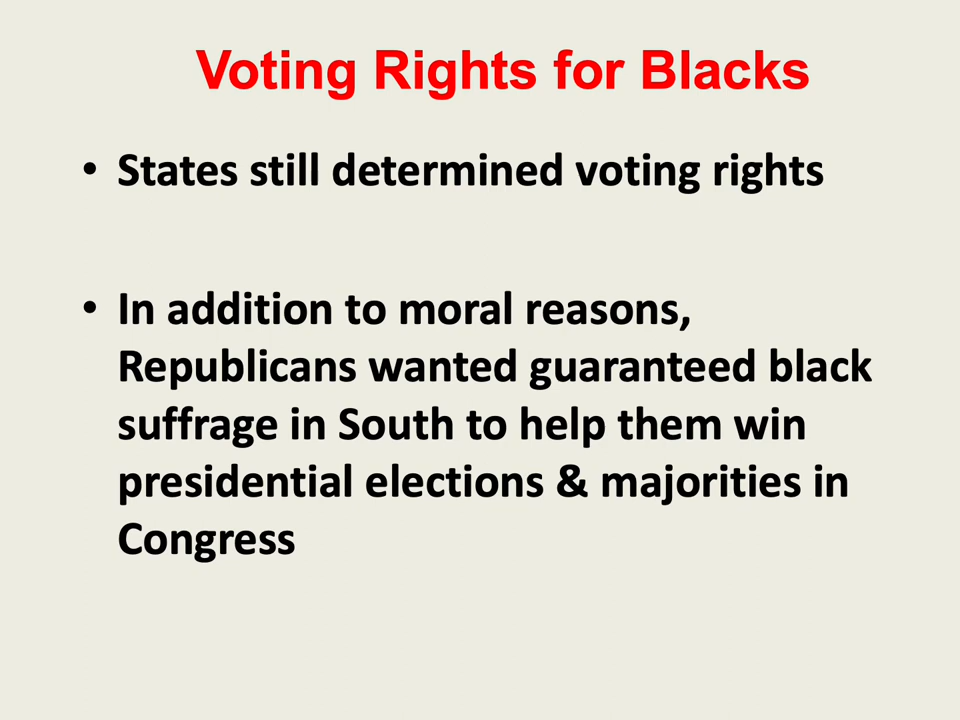 Voting Rights for Blacks
• States still determined voting rights
• In addition to moral reasons,
Republicans wanted guaranteed black
suffrage in South to help them win
presidential elections & majorities in
Congress